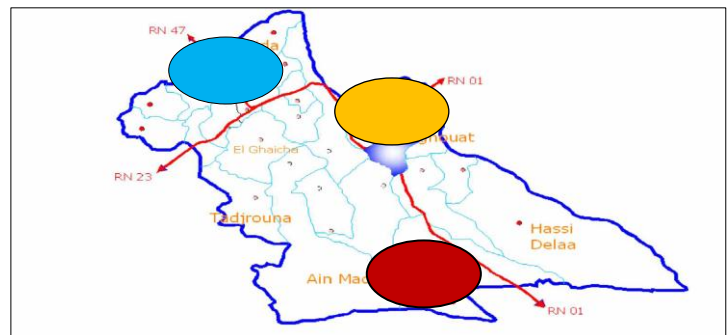 RN 47
RN 01
El Ghaicha
RN 23
Tadjrouna
Hassi
Delaa
RN 01